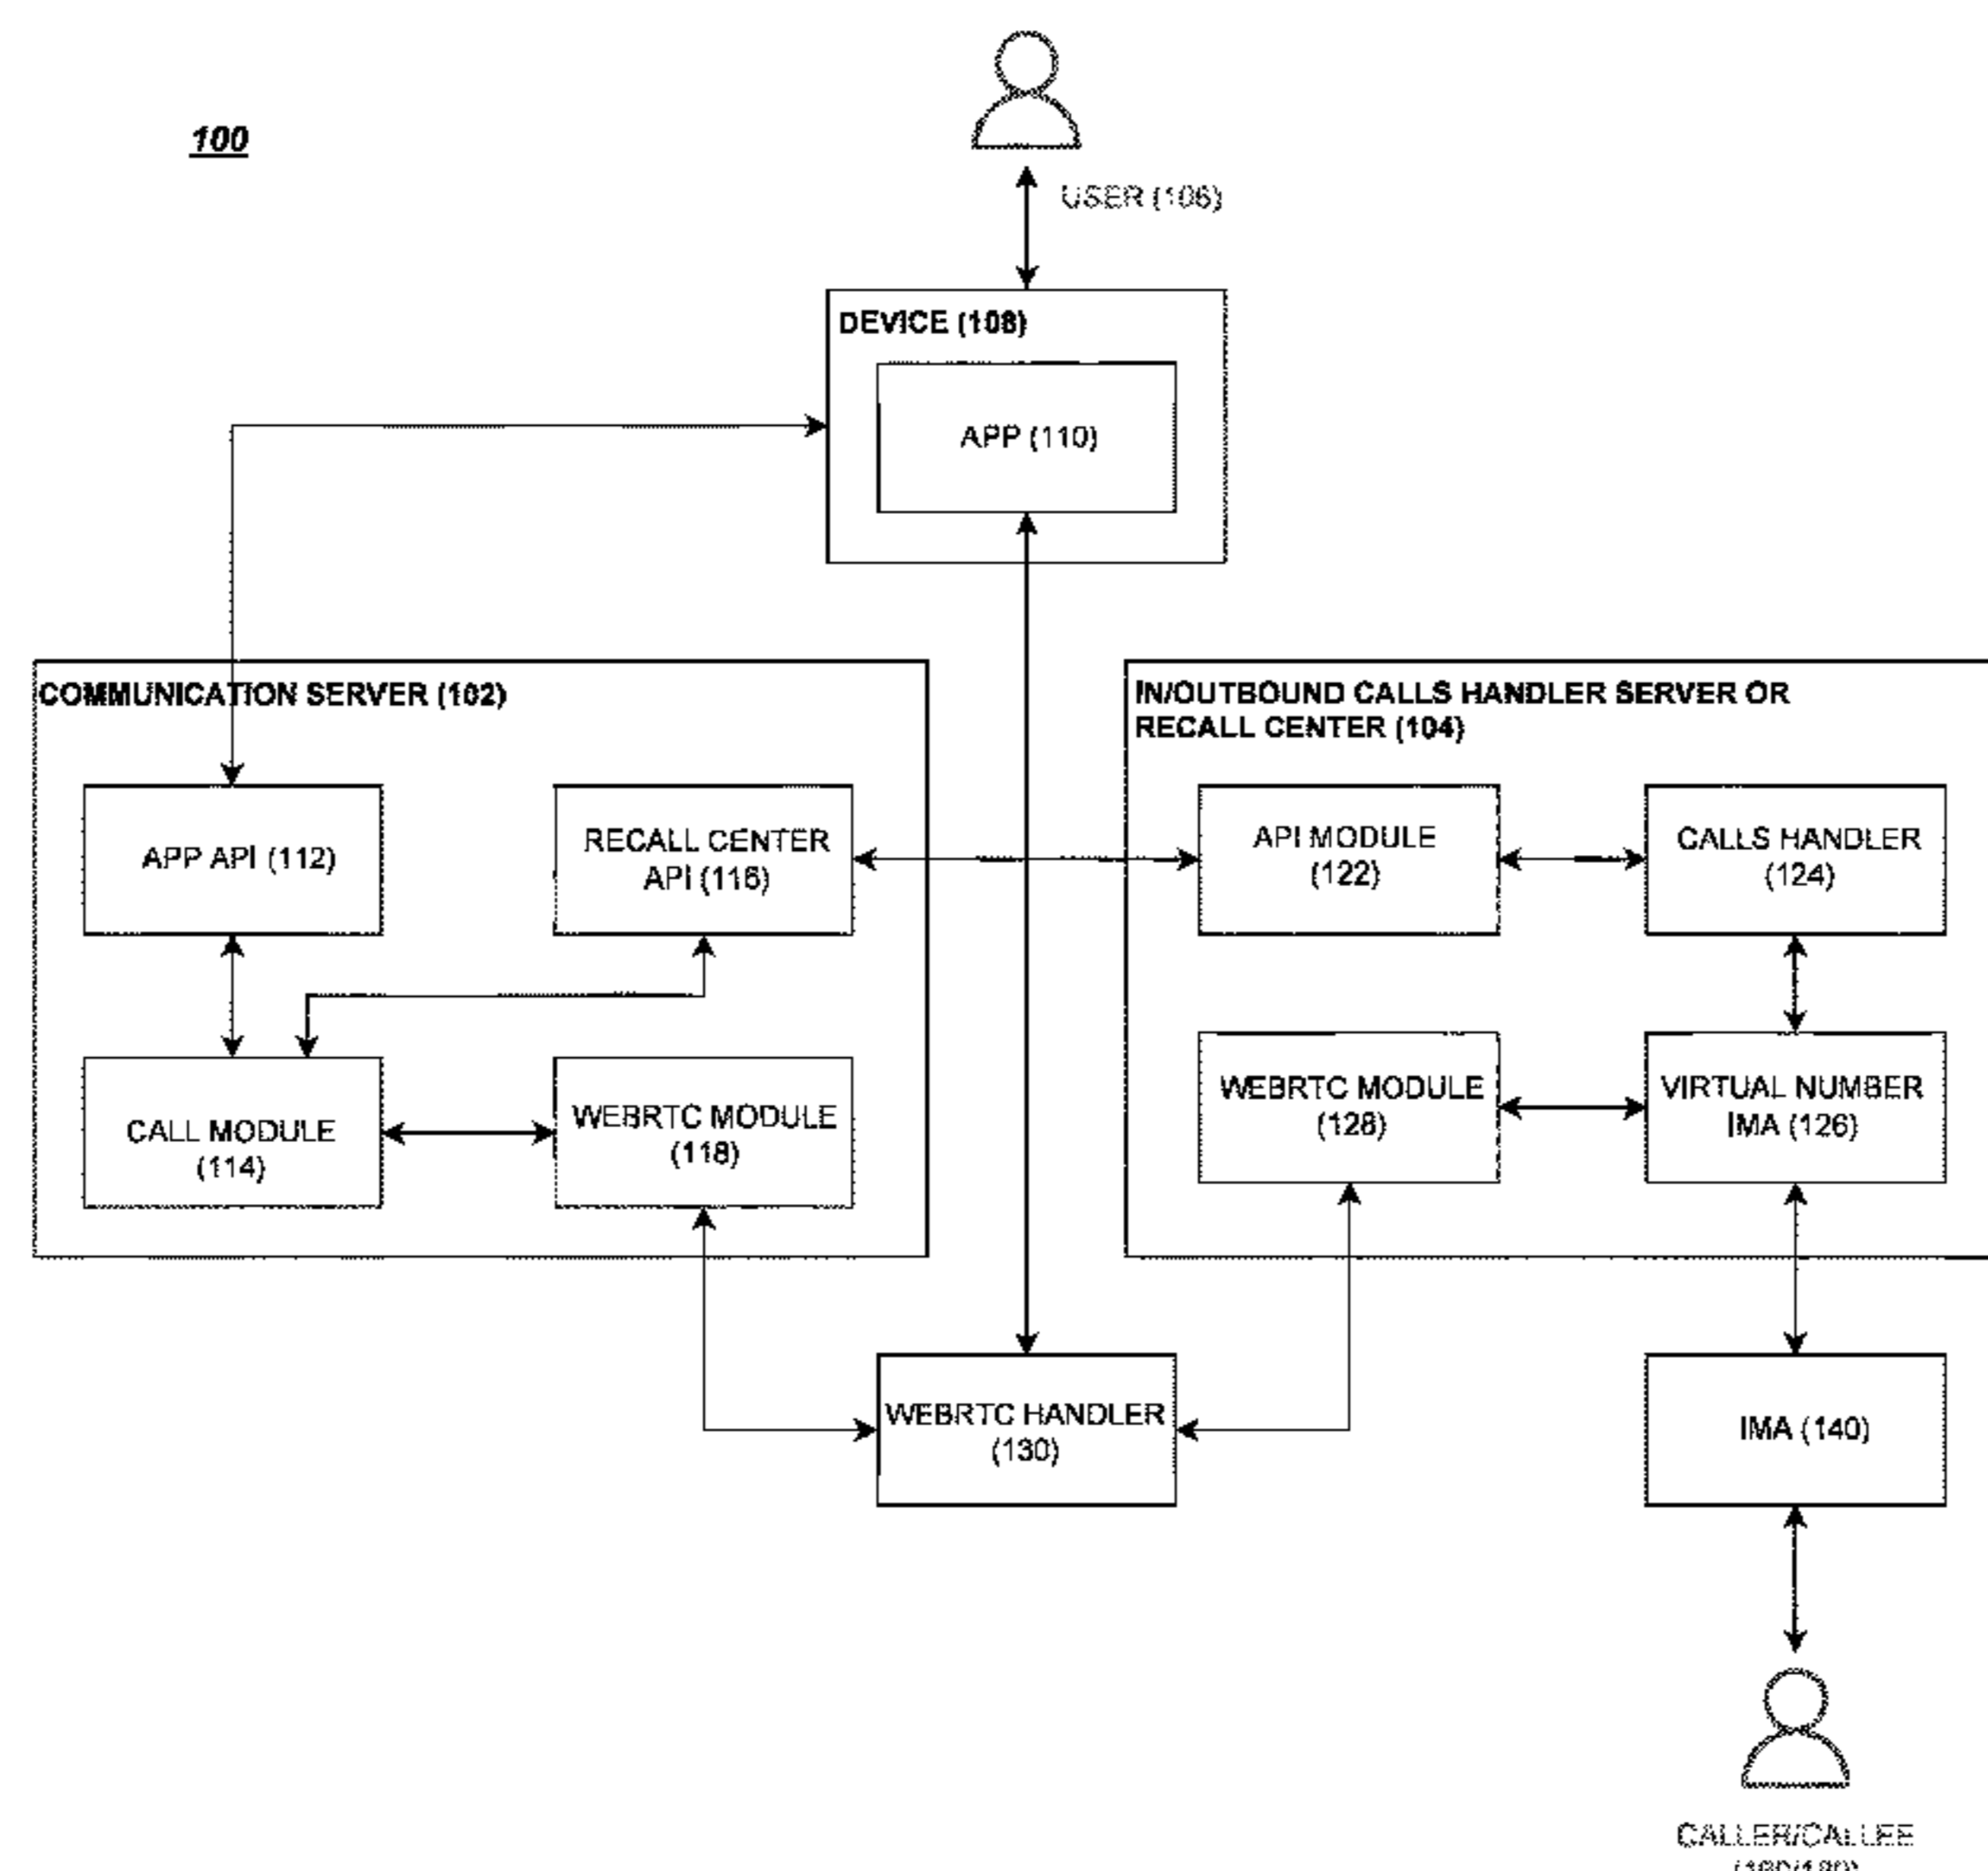 100
USER (106)
DEVICE (108)
APP (110)
COMMUNICATION SERVER (102)
APP API (112)
RECALL CENTER
API (116)
CALL MODULE
(114)
WEBRTC MODULE
(118)
IN/OUTBOUND CALLS HANDLER SERVER OR
RECALL CENTER (104)
API MODULE
(122)
CALLS HANDLER
(124)
WEBRTC MODULE
(128)
VIRTUAL NUMBER
IMA (126)
WEBRTC HANDLER
(130)
IMA (140)
CALLER/CALLEE